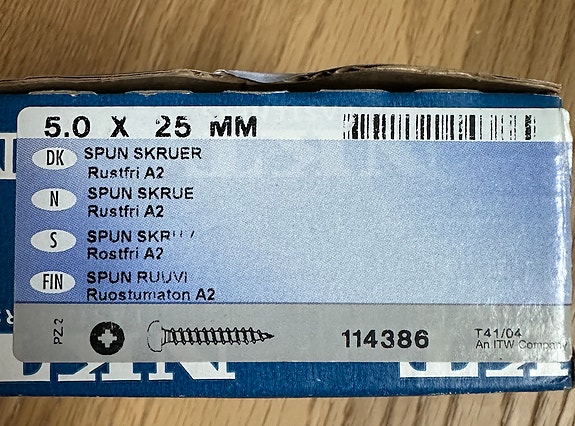 5.0 X 25 MM
DK SPUN SKRUER
Rustfri A2
N SPUN SKRUE
Rustfri A2
S SPUN
Rostfri A2
FIN SPUN RUUVI
Ruostumaton A2
PZ.2
114386
T41/04
An ITW Company